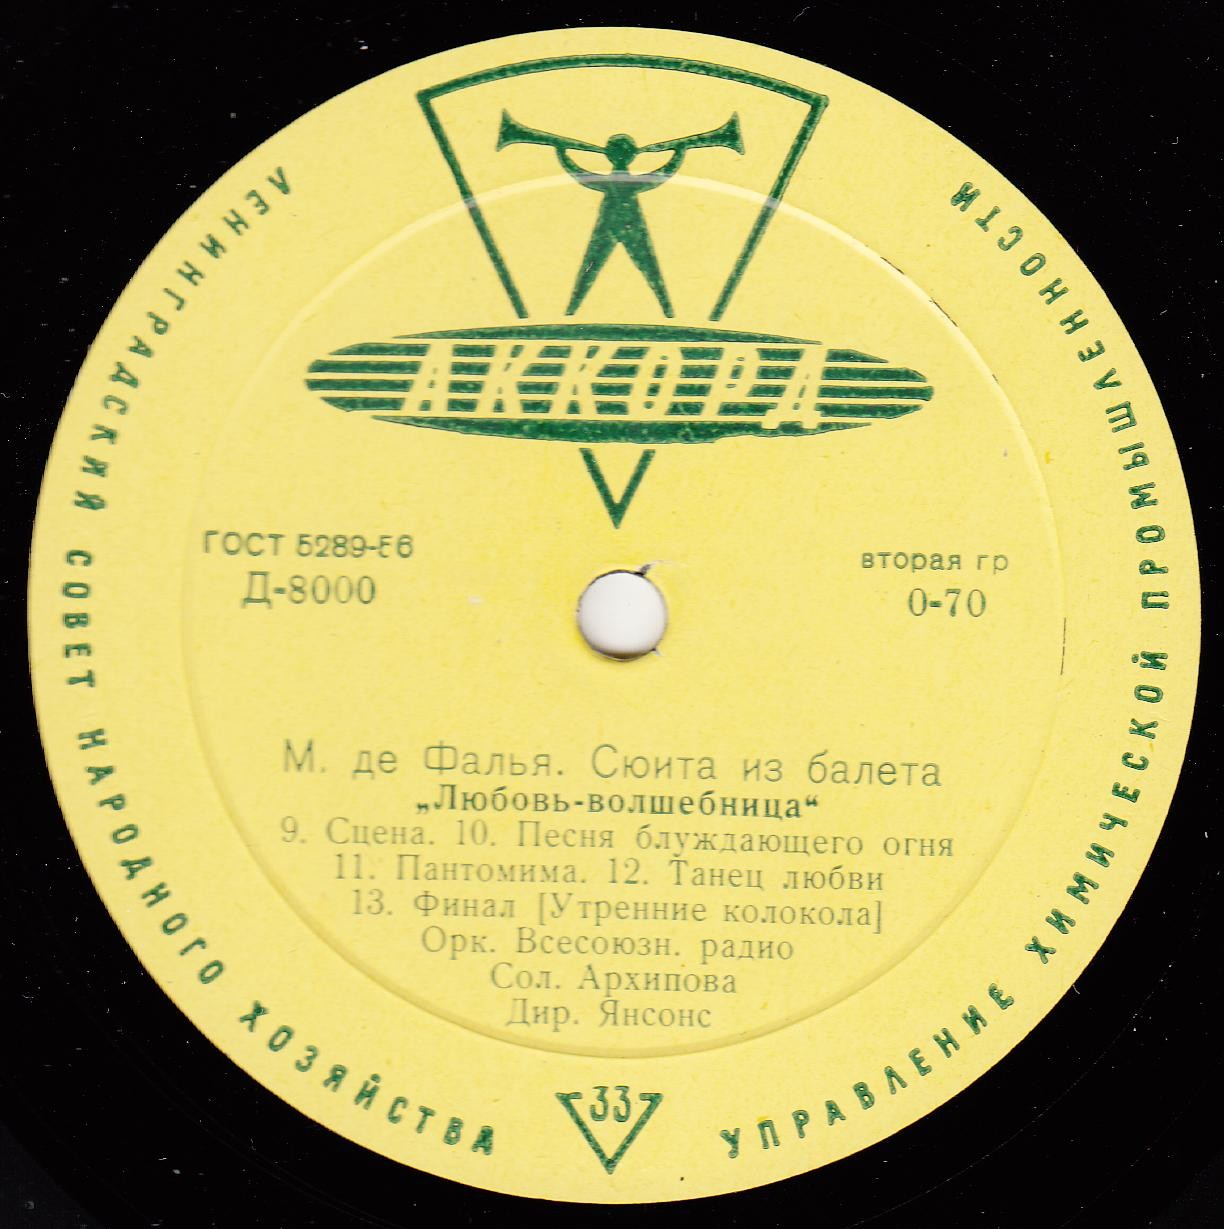 АККОРД
ЛЕНИНГРАДСКИЙ СОВЕТ НАРОДНОГО ХОЗЯЙСТВА
УПРАВЛЕНИЕ ХИМИЧЕСКОЙ ПРОМЫШЛЕННОСТИ
ГОСТ 5289-56
Д-8000
вторая гр
0-70
М. де Фалья. Сюита из балета
„Любовь-волшебница“
9. Сцена. 10. Песня блуждающего огня
11. Пантомима. 12. Танец любви
13. Финал [Утренние колокола]
Орк. Всесоюзн. радио
Сол. Архипова
Дир. Янсонс
33